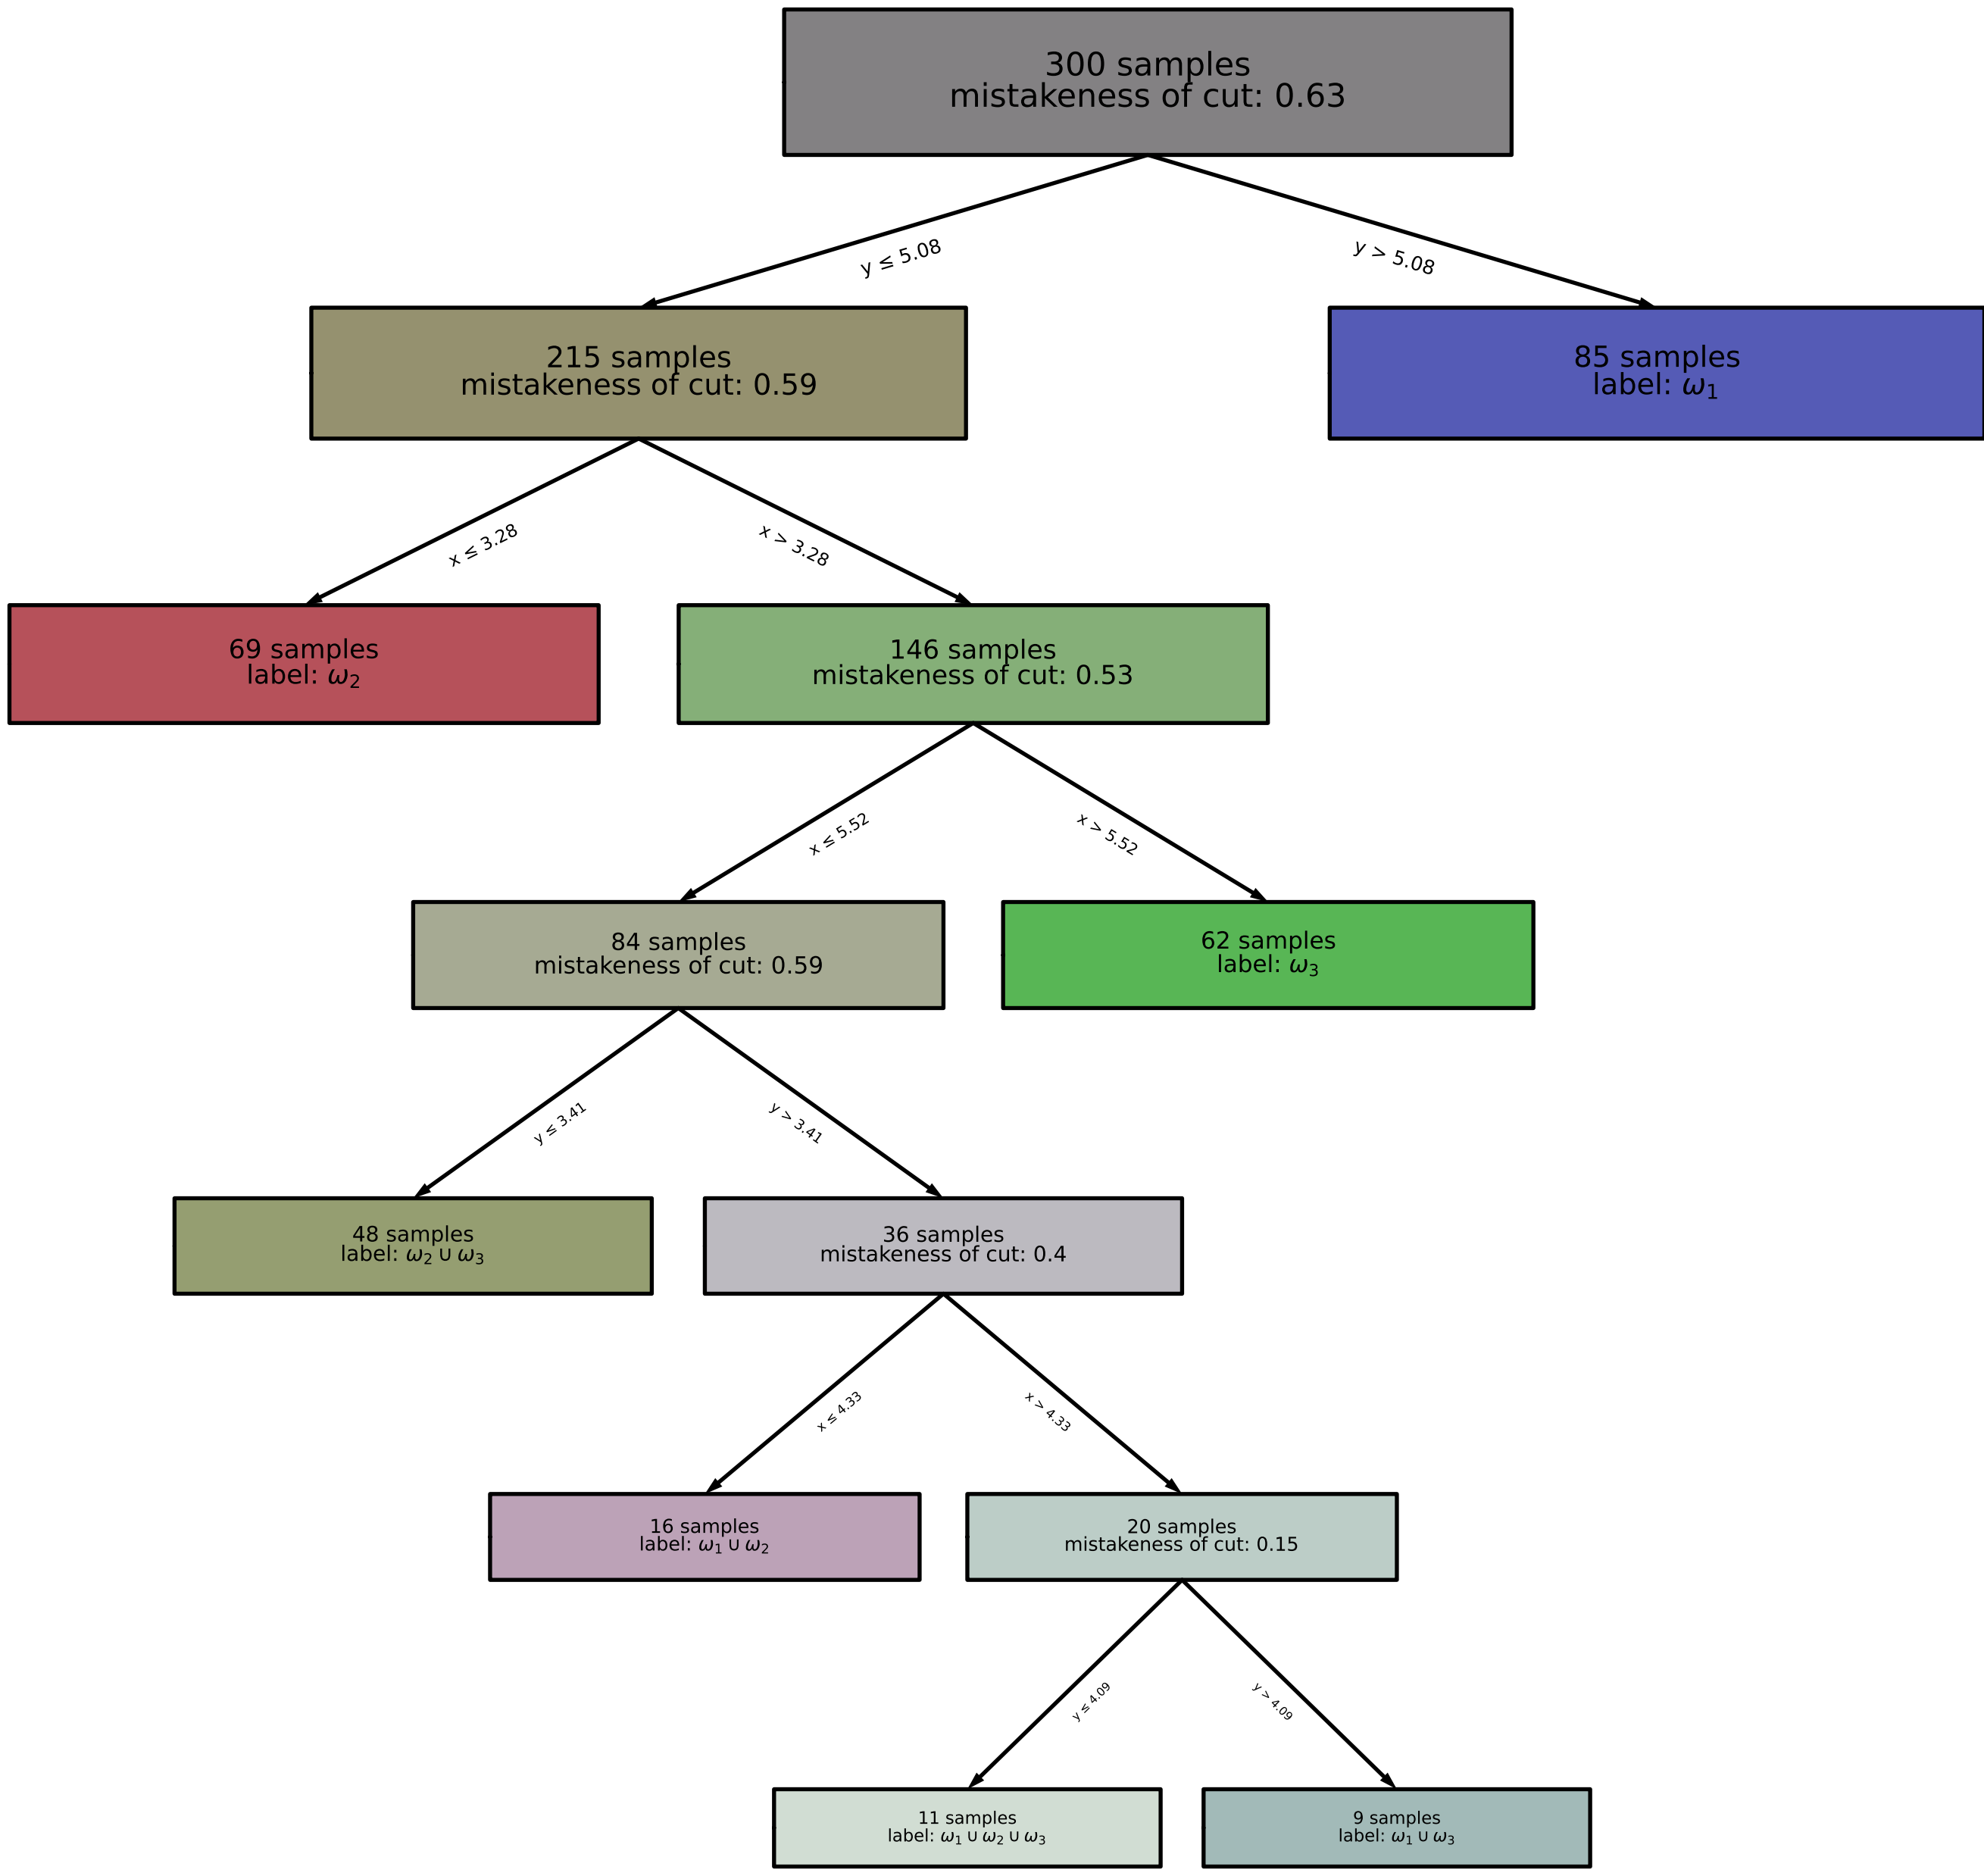 300 samples
mistakeness of cut: 0.63
y ≤ 5.08
y > 5.08
215 samples
mistakeness of cut: 0.59
85 samples
label: ω₁
x ≤ 3.28
x > 3.28
69 samples
label: ω₂
146 samples
mistakeness of cut: 0.53
x ≤ 5.52
x > 5.52
84 samples
mistakeness of cut: 0.59
62 samples
label: ω₃
y ≤ 3.41
y > 3.41
48 samples
label: ω₂ ∪ ω₃
36 samples
mistakeness of cut: 0.4
x ≤ 4.33
x > 4.33
16 samples
label: ω₁ ∪ ω₂
20 samples
mistakeness of cut: 0.15
y ≤ 4.09
y > 4.09
11 samples
label: ω₁ ∪ ω₂ ∪ ω₃
9 samples
label: ω₁ ∪ ω₃